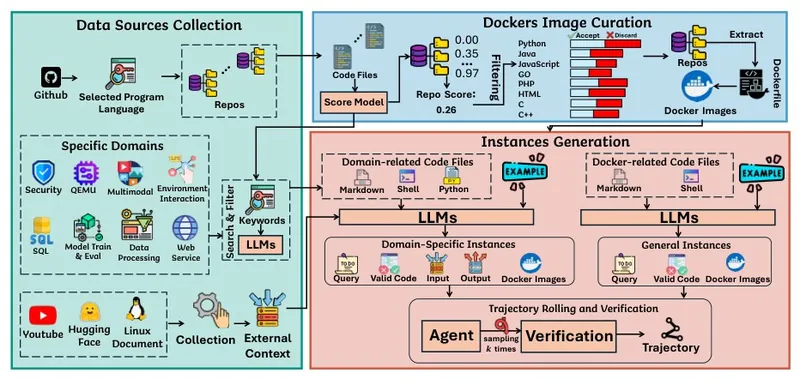 Data Sources Collection
Github
Selected Program
Language
Repos
Specific Domains
Security
QEMU
Multimodal
Environment
Interaction
SQL
SQL
Model Train
& Eval
Data
Processing
Web
Service
Search & Filter
Keywords
LLMs
Youtube
Hugging
Face
Linux
Document
Collection
External
Context
Dockers Image Curation
Code Files
Score Model
0.00
0.35
...
0.97
Repo Score:
0.26
Filtering
Accept
Discard
Python
Java
JavaScript
GO
PHP
HTML
C
C++
Repos
Extract
Dockerfile
Docker Images
Instances Generation
Domain-related Code Files
Markdown
Shell
Python
EXAMPLE
LLMs
Domain-Specific Instances
Query
TO DO
Valid Code
Input
Output
Docker Images
Docker-related Code Files
Markdown
Shell
EXAMPLE
LLMs
General Instances
Query
TO DO
Valid Code
Docker Images
Trajectory Rolling and Verification
Agent
sampling
k times
Verification
Trajectory